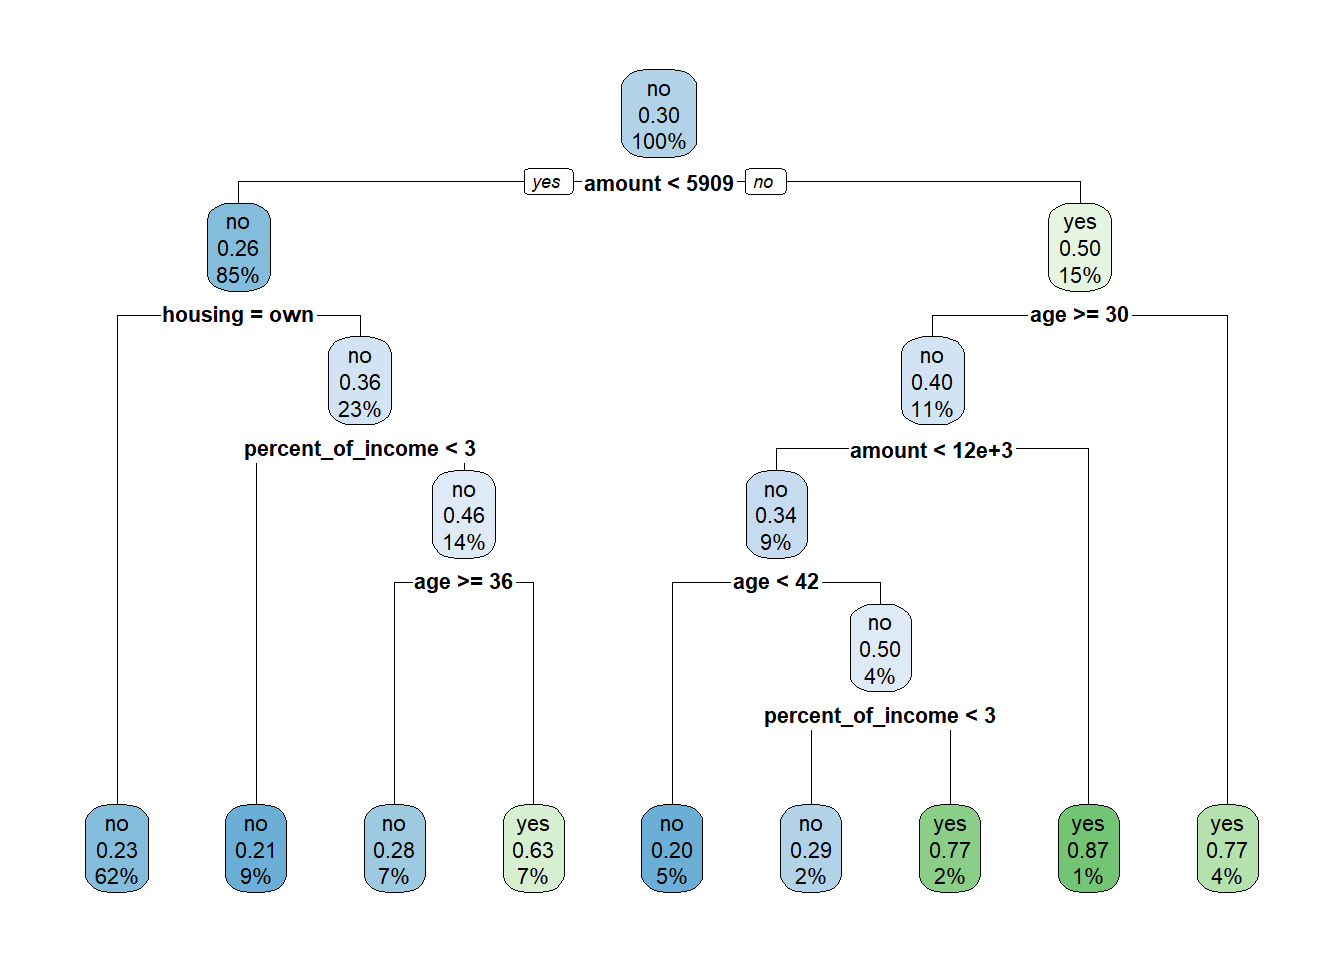 no
0.30
100%
yes amount < 5909 no
no
0.26
85%
yes
0.50
15%
housing = own
age >= 30
no
0.36
23%
no
0.40
11%
percent_of_income < 3
amount < 12e+3
no
0.46
14%
no
0.34
9%
age >= 36
age < 42
no
0.50
4%
percent_of_income < 3
no
0.23
62%
no
0.21
9%
no
0.28
7%
yes
0.63
7%
no
0.20
5%
no
0.29
2%
yes
0.77
2%
yes
0.87
1%
yes
0.77
4%